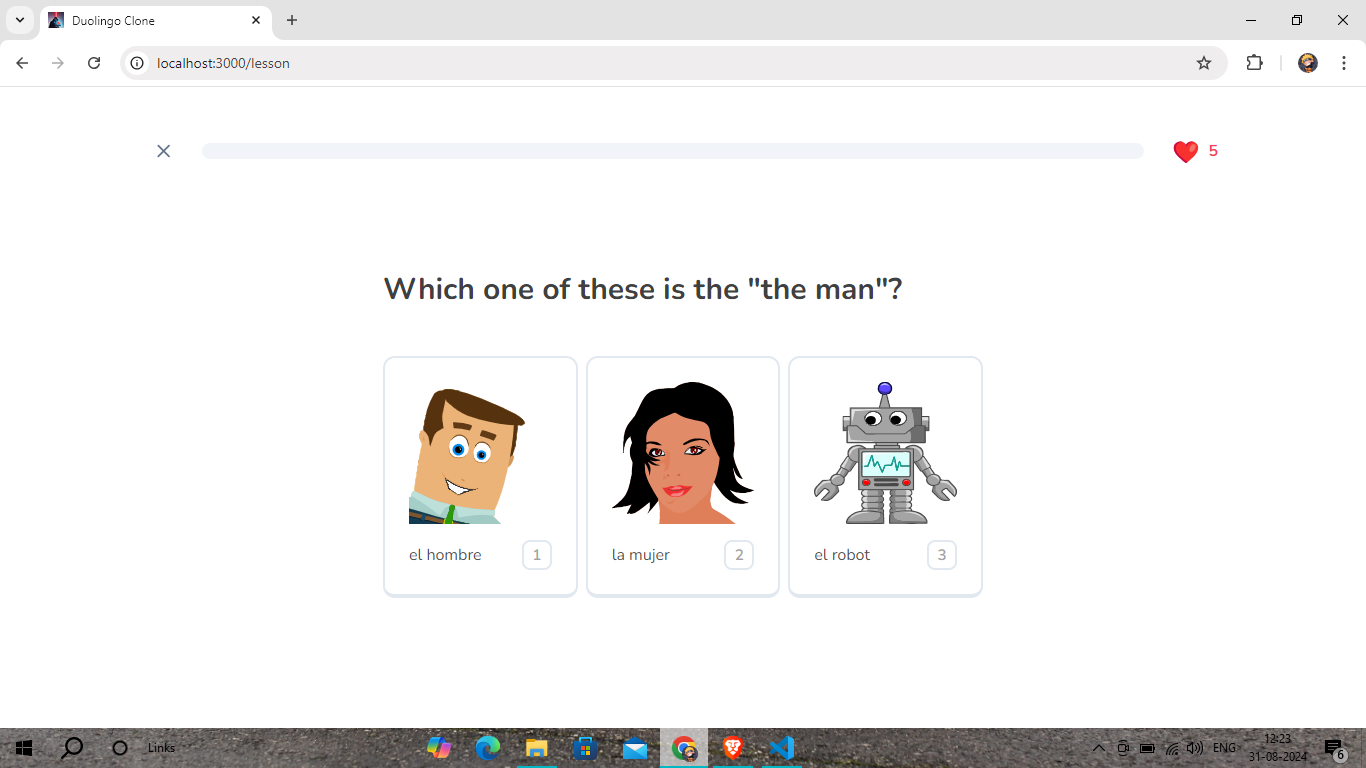 Duolingo Clone
localhost:3000/lesson
5
Which one of these is the "the man"?
el hombre 1
la mujer 2
el robot 3
Links
ENG
12:23
31-08-2024
6